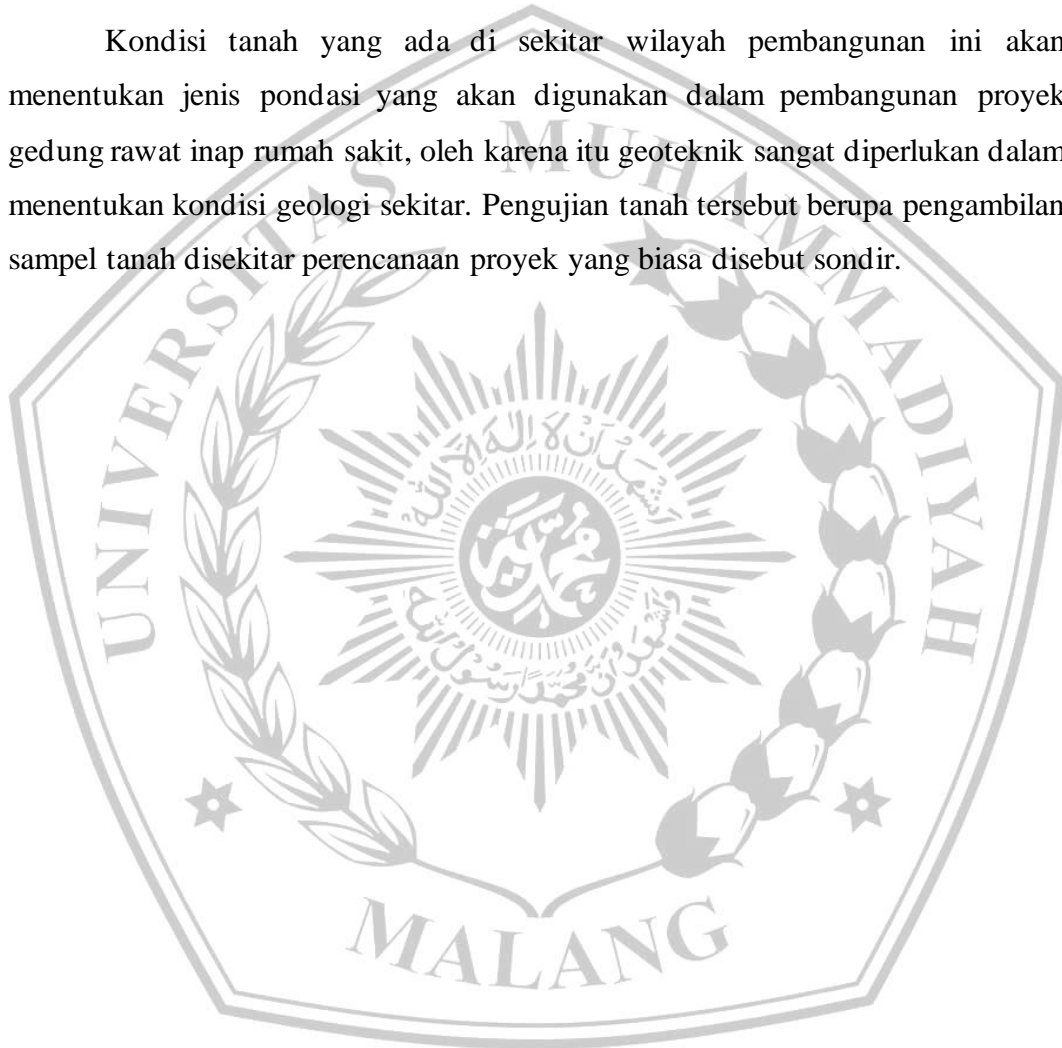 Kondisi tanah yang ada di sekitar wilayah pembangunan ini akan
menentukan jenis pondasi yang akan digunakan dalam pembangunan proyek
gedung rawat inap rumah sakit, oleh karena itu geoteknik sangat diperlukan dalam
menentukan kondisi geologi sekitar. Pengujian tanah tersebut berupa pengambilan
sampel tanah disekitar perencanaan proyek yang biasa disebut sondir.
UNIVERSITAS MUHAMMADIYAH
MALANG